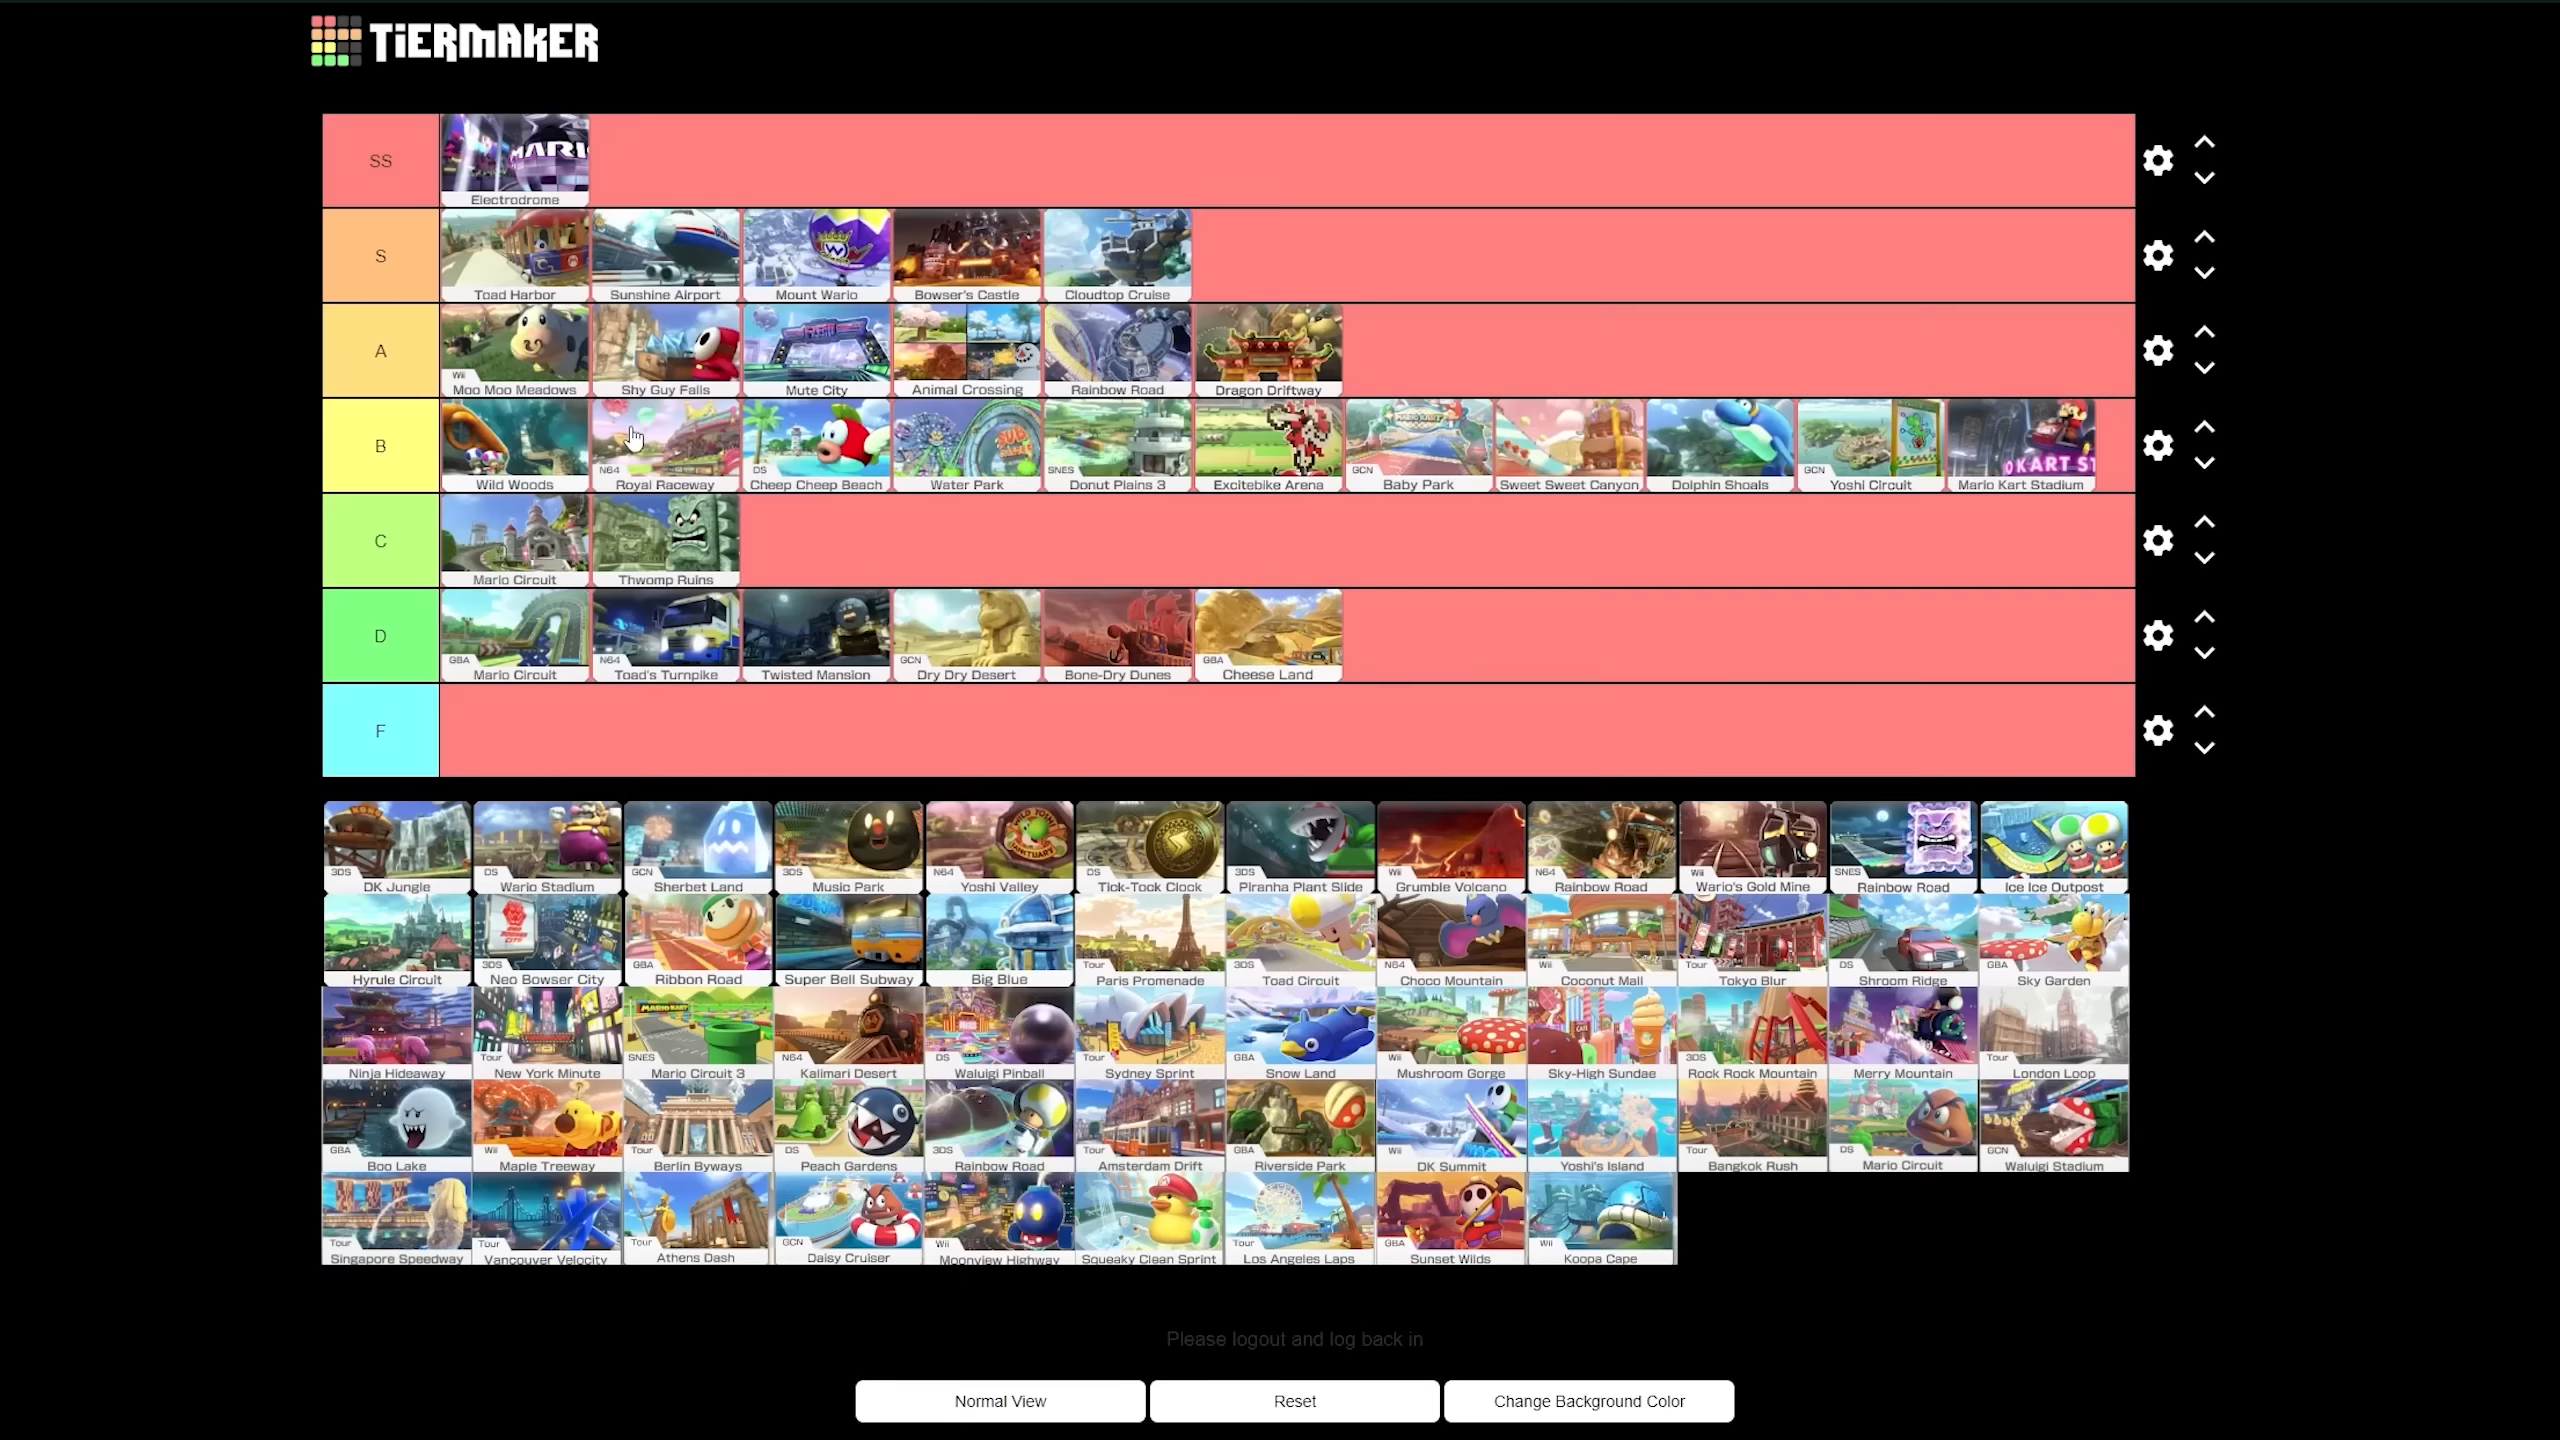 TiERMAKER
SS
MARI
Electrodrome
S
Toad Harbor
Sunshine Airport
Mount Wario
Bowser's Castle
Cloudtop Cruise
A
Wii
Moo Moo Meadows
Shy Guy Falls
Mute City
Animal Crossing
Rainbow Road
Dragon Driftway
B
Wild Woods
N64
Royal Raceway
DS
Cheep Cheep Beach
Water Park
SNES
Donut Plains 3
Excitebike Arena
GCN
Baby Park
Sweet Sweet Canyon
Dolphin Shoals
GCN
Yoshi Circuit
OKART ST
Mario Kart Stadium
C
Mario Circuit
Thwomp Ruins
D
GBA
Mario Circuit
N64
Toad's Turnpike
Twisted Mansion
GCN
Dry Dry Desert
Bone-Dry Dunes
GBA
Cheese Land
F
3DS
DK Jungle
DS
Wario Stadium
GCN
Sherbet Land
3DS
Music Park
N64
Yoshi Valley
DS
Tick-Tock Clock
3DS
Piranha Plant Slide
Wii
Grumble Volcano
N64
Rainbow Road
Wii
Wario's Gold Mine
SNES
Rainbow Road
Ice Ice Outpost
Hyrule Circuit
3DS
Neo Bowser City
GBA
Ribbon Road
Super Bell Subway
Big Blue
Tour
Paris Promenade
3DS
Toad Circuit
N64
Choco Mountain
Wii
Coconut Mall
Tour
Tokyo Blur
DS
Shroom Ridge
GBA
Sky Garden
Ninja Hideaway
Tour
New York Minute
SNES
Mario Circuit 3
N64
Kalimari Desert
DS
Waluigi Pinball
Tour
Sydney Sprint
GBA
Snow Land
Wii
Mushroom Gorge
Sky-High Sundae
3DS
Rock Rock Mountain
Merry Mountain
Tour
London Loop
GBA
Boo Lake
Wii
Maple Treeway
Tour
Berlin Byways
DS
Peach Gardens
3DS
Rainbow Road
Tour
Amsterdam Drift
GBA
Riverside Park
Wii
DK Summit
Yoshi's Island
Tour
Bangkok Rush
DS
Mario Circuit
GCN
Waluigi Stadium
Tour
Singapore Speedway
Tour
Vancouver Velocity
Tour
Athens Dash
GCN
Daisy Cruiser
Wii
Moonview Highway
Squeaky Clean Sprint
Tour
Los Angeles Laps
GBA
Sunset Wilds
Wii
Koopa Cape
Please logout and log back in
Normal View
Reset
Change Background Color